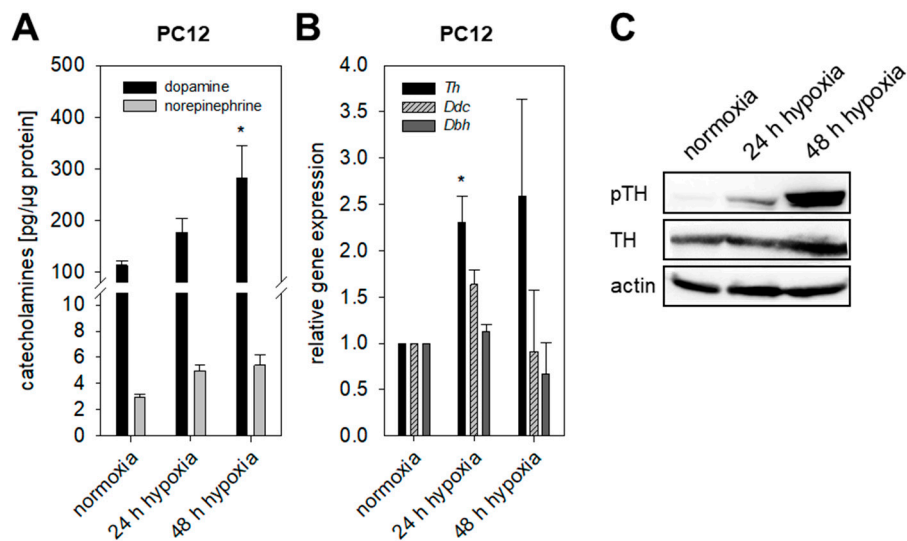 A
PC12
catecholamines [pg/µg protein]
500
400
300
200
100
10
8
6
4
2
0
dopamine
norepinephrine
*
normoxia
24 h hypoxia
48 h hypoxia
B
PC12
relative gene expression
4.0
3.5
3.0
2.5
2.0
1.5
1.0
0.5
0.0
Th
Ddc
Dbh
*
normoxia
24 h hypoxia
48 h hypoxia
C
normoxia
24 h hypoxia
48 h hypoxia
pTH
TH
actin